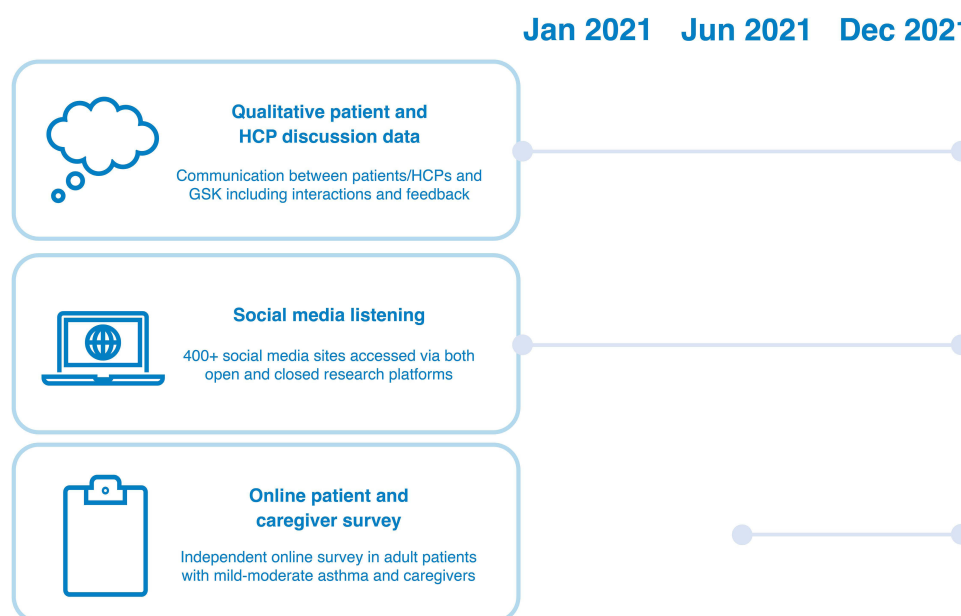 Jan 2021 Jun 2021 Dec 2021
Qualitative patient and
HCP discussion data
Communication between patients/HCPs and
GSK including interactions and feedback
Social media listening
400+ social media sites accessed via both
open and closed research platforms
Online patient and
caregiver survey
Independent online survey in adult patients
with mild-moderate asthma and caregivers